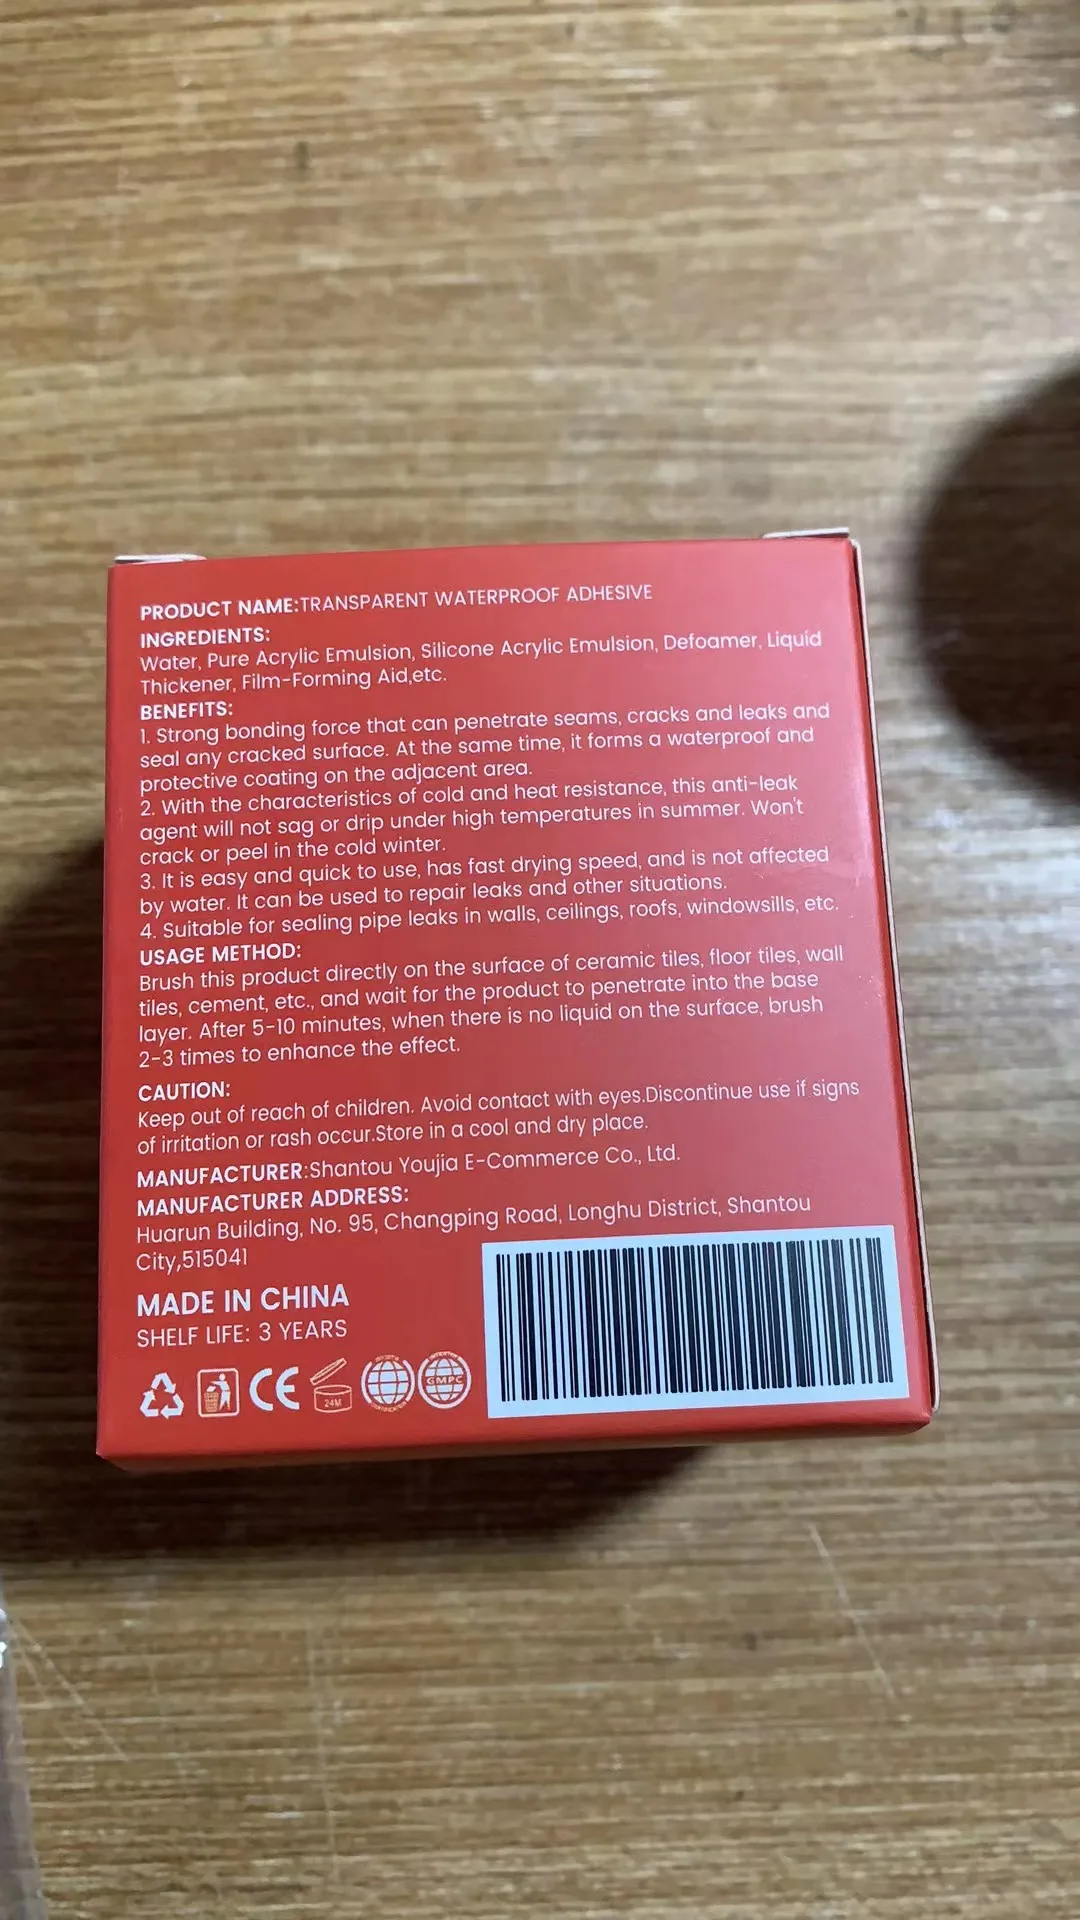 PRODUCT NAME:TRANSPARENT WATERPROOF ADHESIVE
INGREDIENTS:
Water, Pure Acrylic Emulsion, Silicone Acrylic Emulsion, Defoamer, Liquid
Thickener, Film-Forming Aid,etc.
BENEFITS:
1. Strong bonding force that can penetrate seams, cracks and leaks and
seal any cracked surface. At the same time, it forms a waterproof and
protective coating on the adjacent area.
2. With the characteristics of cold and heat resistance, this anti-leak
agent will not sag or drip under high temperatures in summer. Won't
crack or peel in the cold winter.
3. It is easy and quick to use, has fast drying speed, and is not affected
by water. It can be used to repair leaks and other situations.
4. Suitable for sealing pipe leaks in walls, ceilings, roofs, windowsills, etc.
USAGE METHOD:
Brush this product directly on the surface of ceramic tiles, floor tiles, wall
tiles, cement, etc., and wait for the product to penetrate into the base
layer. After 5-10 minutes, when there is no liquid on the surface, brush
2-3 times to enhance the effect.
CAUTION:
Keep out of reach of children. Avoid contact with eyes.Discontinue use if signs
of irritation or rash occur.Store in a cool and dry place.
MANUFACTURER:Shantou Youjia E-Commerce Co., Ltd.
MANUFACTURER ADDRESS:
Huarun Building, No. 95, Changping Road, Longhu District, Shantou
City,515041
MADE IN CHINA
SHELF LIFE: 3 YEARS
CE
24M
GMPC